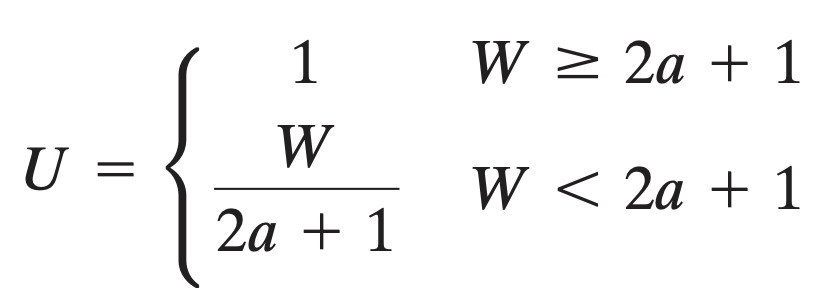 1 W ≥ 2a + 1
U = { W / 2a + 1 W < 2a + 1